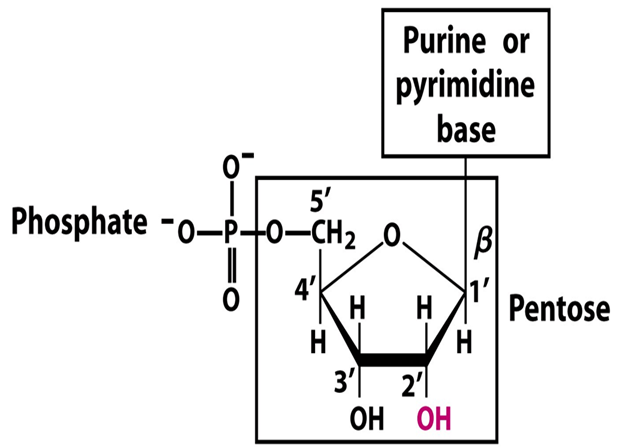 Purine or
pyrimidine
base
O⁻
5′
Phosphate ⁻O—P—O—CH₂ O β
O
4′ 1′
H H Pentose
H H
3′ 2′
OH OH